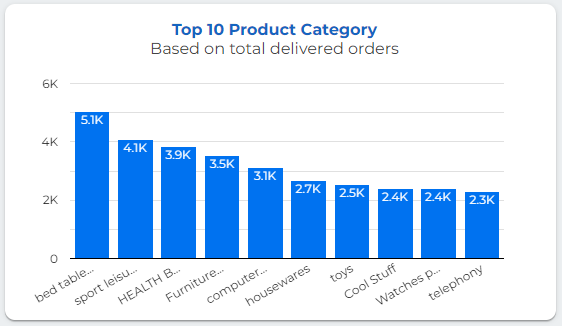 Top 10 Product Category
Based on total delivered orders
6K
4K
2K
0
5.1K
4.1K
3.9K
3.5K
3.1K
2.7K
2.5K
2.4K
2.4K
2.3K
bed table...
sport leisu...
HEALTH B...
Furniture...
computer...
housewares
toys
Cool Stuff
Watches p...
telephony